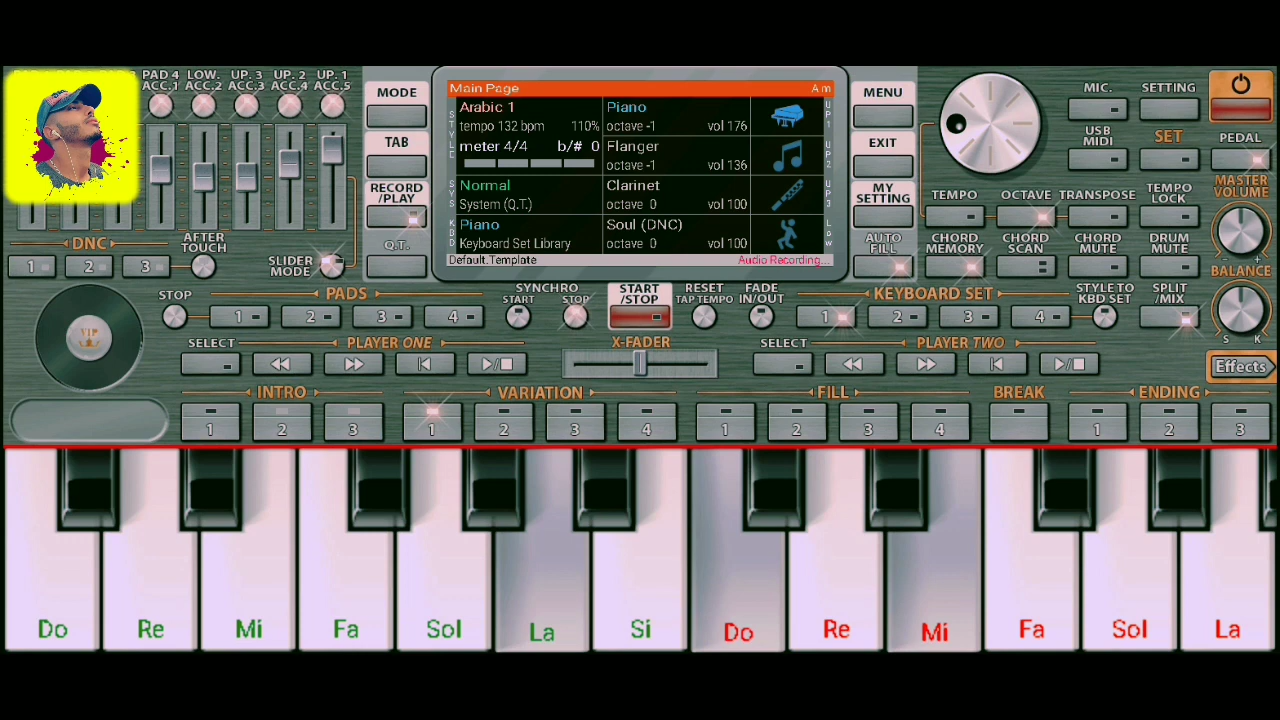 PAD 4 LOW. UP. 3 UP. 2 UP. 1
ACC.1 ACC.2 ACC.3 ACC.4 ACC.5
DNC
1 2 3
AFTER TOUCH
SLIDER MODE
MODE
TAB
RECORD /PLAY
Q.T.
Main Page Am
STYLE
Arabic 1
tempo 132 bpm 110%
meter 4/4 b/# 0
SYS
Normal
System (Q.T.)
KBD
Piano
Keyboard Set Library
Piano
octave -1 vol 176
UP1
Flanger
octave -1 vol 136
UP2
Clarinet
octave 0 vol 100
UP3
Soul (DNC)
octave 0 vol 100
Low
Default.Template Audio Recording...
MENU
EXIT
MY SETTING
AUTO FILL
MIC. SETTING
USB MIDI SET
PEDAL
MASTER VOLUME
TEMPO OCTAVE TRANSPOSE TEMPO LOCK
CHORD MEMORY CHORD SCAN CHORD MUTE DRUM MUTE
- +
BALANCE
S K
STOP PADS
1 2 3 4
SYNCHRO
START STOP
START /STOP
RESET TAP TEMPO
FADE IN/OUT
KEYBOARD SET
1 2 3 4
STYLE TO KBD SET
SPLIT /MIX
VIP
SELECT PLAYER ONE
X-FADER
SELECT PLAYER TWO
Effects
INTRO VARIATION FILL BREAK ENDING
1 2 3 1 2 3 4 1 2 3 4 1 2 3
Do Re Mi Fa Sol La Si Do Re Mi Fa Sol La